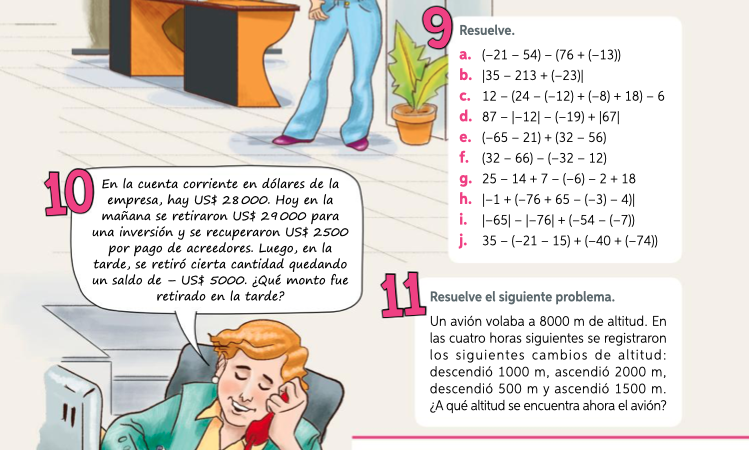 9 Resuelve.
a. (–21 – 54) – (76 + (–13))
b. |35 – 213 + (–23)|
c. 12 – (24 – (–12) + (–8) + 18) – 6
d. 87 – |–12| – (–19) + |67|
e. (–65 – 21) + (32 – 56)
f. (32 – 66) – (–32 – 12)
g. 25 – 14 + 7 – (–6) – 2 + 18
h. |–1 + (–76 + 65 – (–3) – 4)|
i. |–65| – |–76| + (–54 – (–7))
j. 35 – (–21 – 15) + (–40 + (–74))
10 En la cuenta corriente en dólares de la
empresa, hay US$ 28 000. Hoy en la
mañana se retiraron US$ 29 000 para
una inversión y se recuperaron US$ 2500
por pago de acreedores. Luego, en la
tarde, se retiró cierta cantidad quedando
un saldo de – US$ 5000. ¿Qué monto fue
retirado en la tarde?
11 Resuelve el siguiente problema.
Un avión volaba a 8000 m de altitud. En
las cuatro horas siguientes se registraron
los siguientes cambios de altitud:
descendió 1000 m, ascendió 2000 m,
descendió 500 m y ascendió 1500 m.
¿A qué altitud se encuentra ahora el avión?